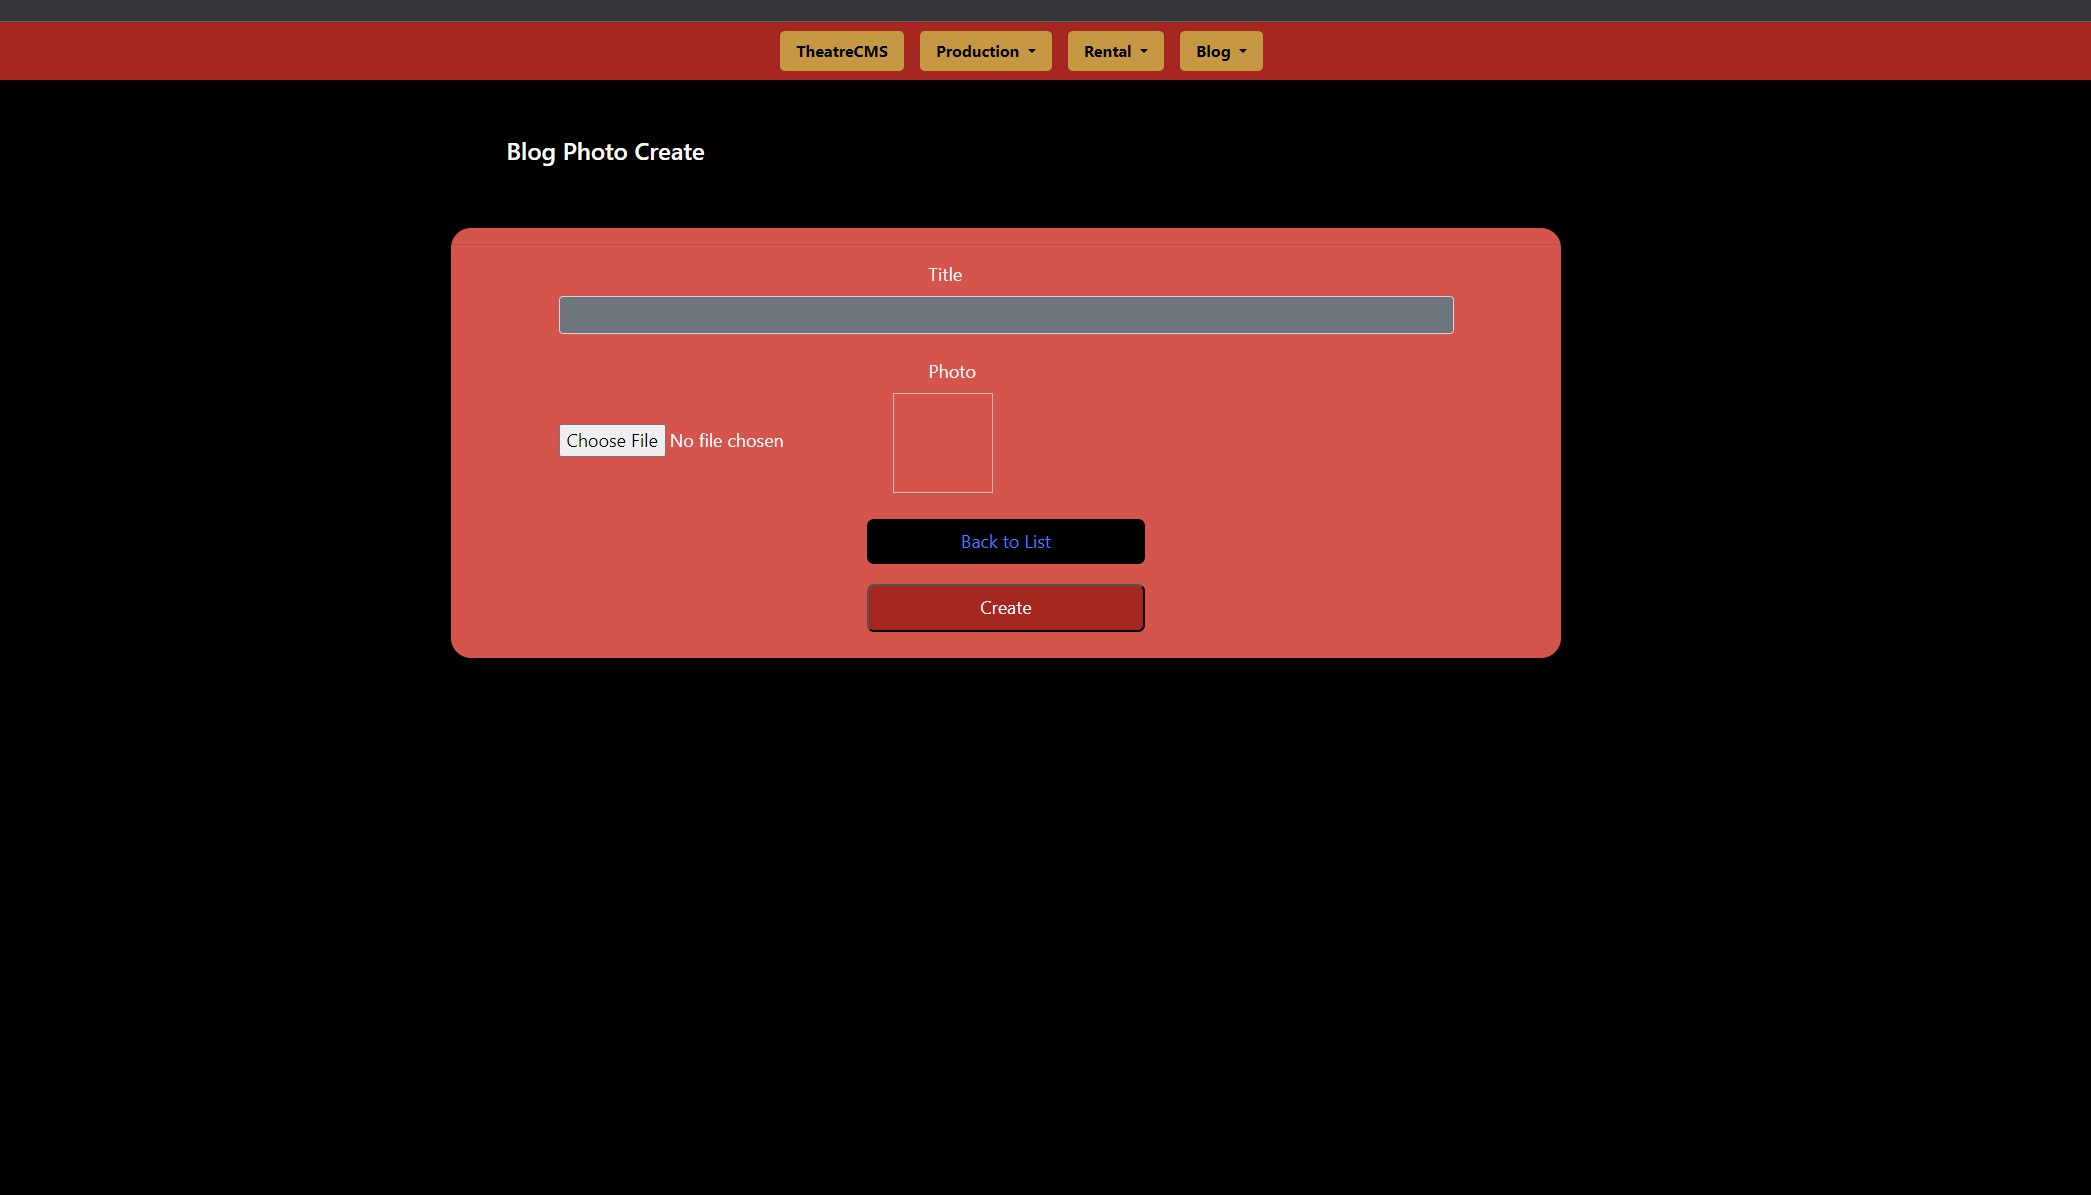 TheatreCMS Production Rental Blog
Blog Photo Create
Title
Photo
Choose File No file chosen
Back to List
Create